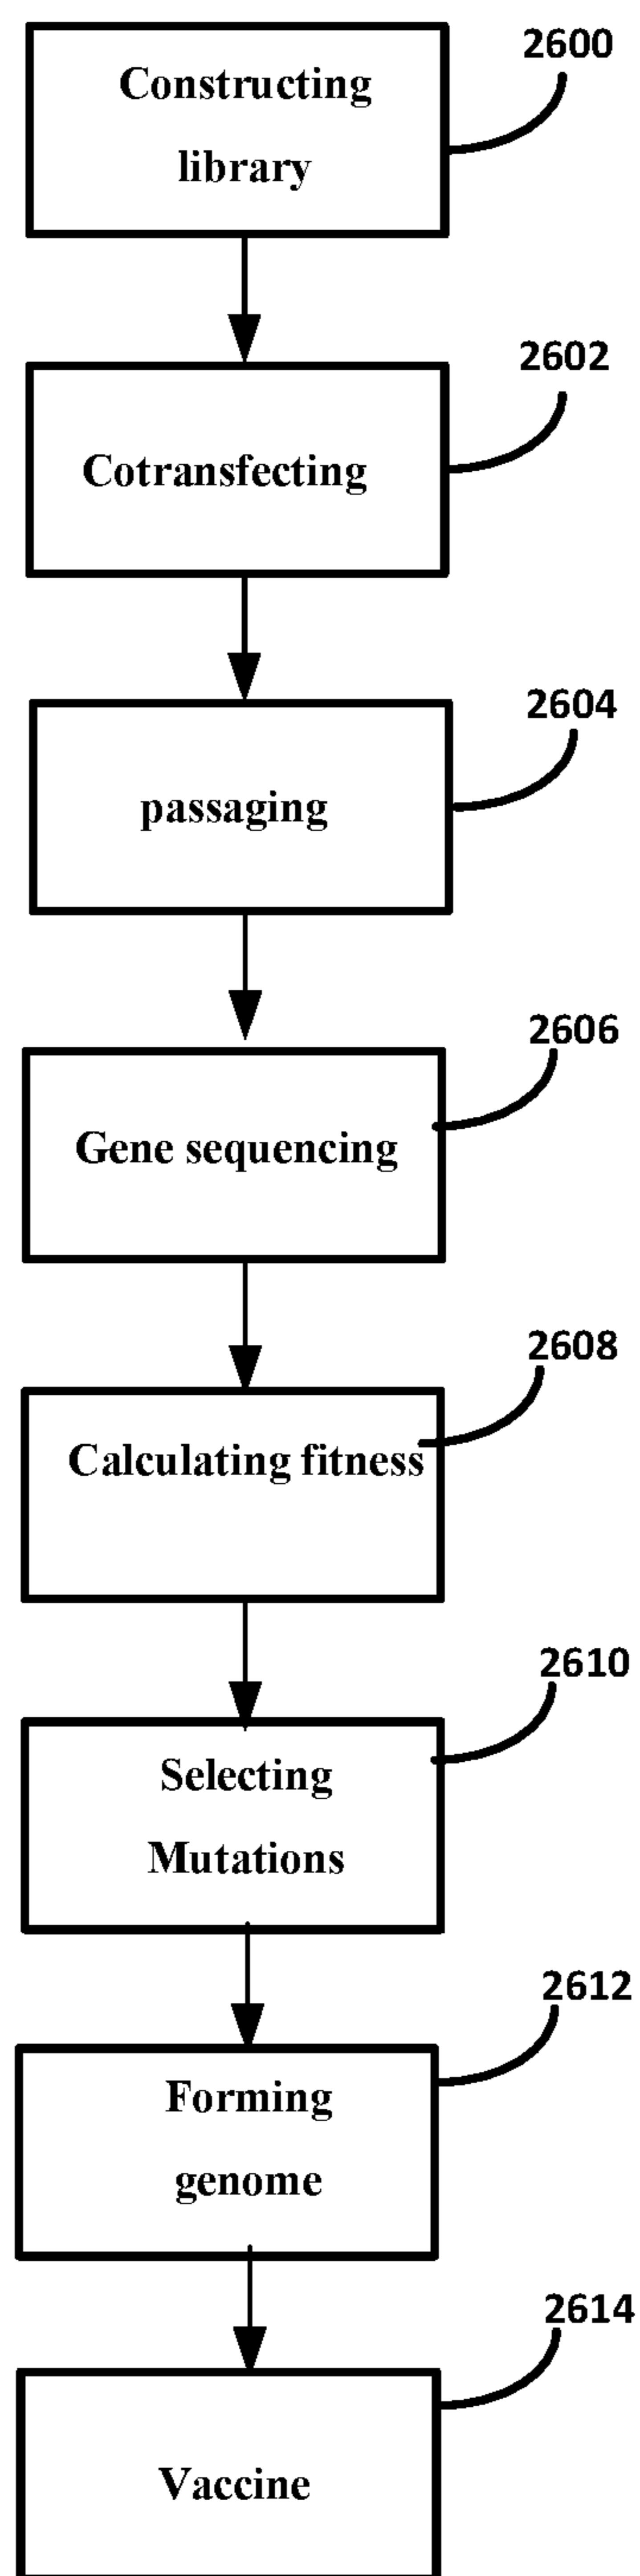 2600
Constructing
library
2602
Cotransfecting
2604
passaging
2606
Gene sequencing
2608
Calculating fitness
2610
Selecting
Mutations
2612
Forming
genome
2614
Vaccine